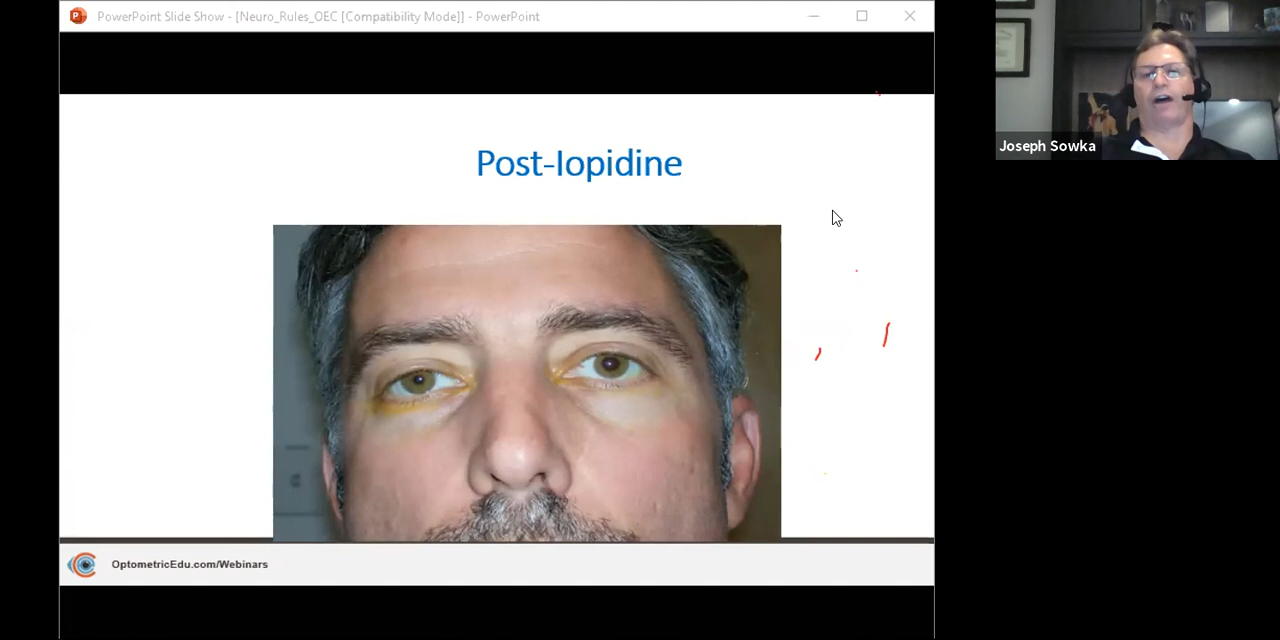 PowerPoint Slide Show - [Neuro_Rules_OEC [Compatibility Mode]] - PowerPoint
Joseph Sowka
Post-Iopidine
OptometricEdu.com/Webinars